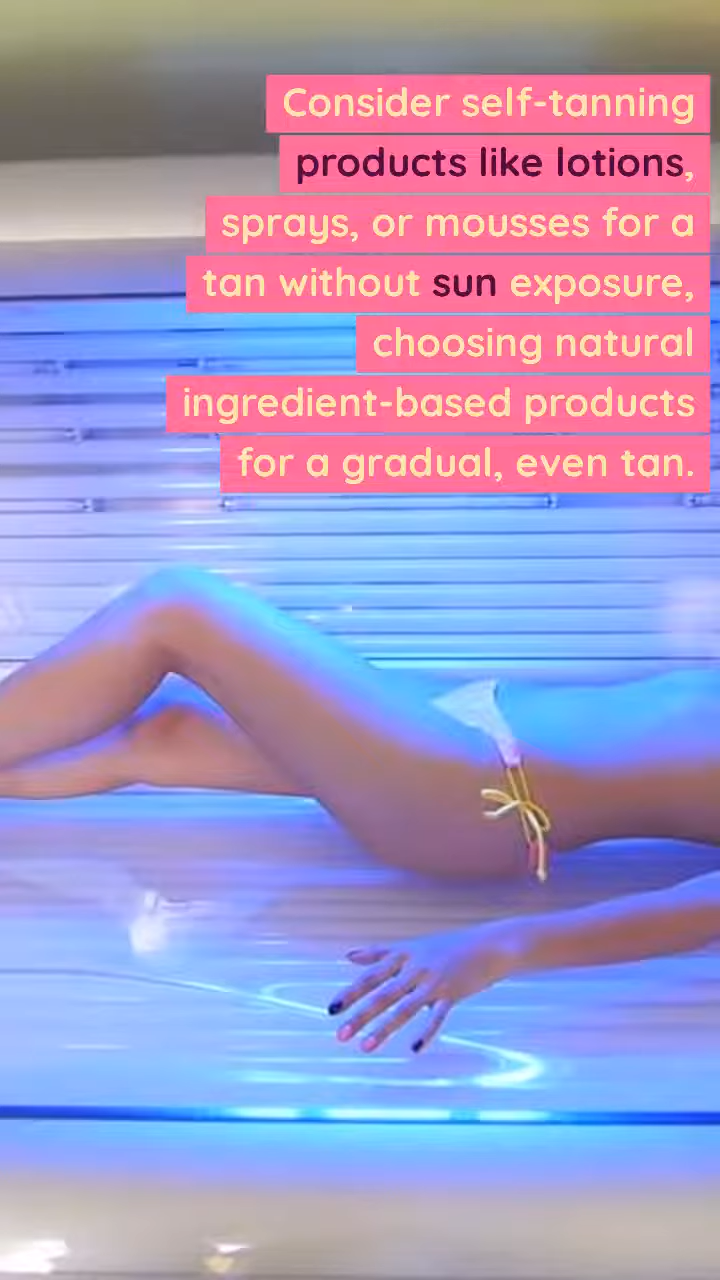 Consider self-tanning
products like lotions,
sprays, or mousses for a
tan without sun exposure,
choosing natural
ingredient-based products
for a gradual, even tan.